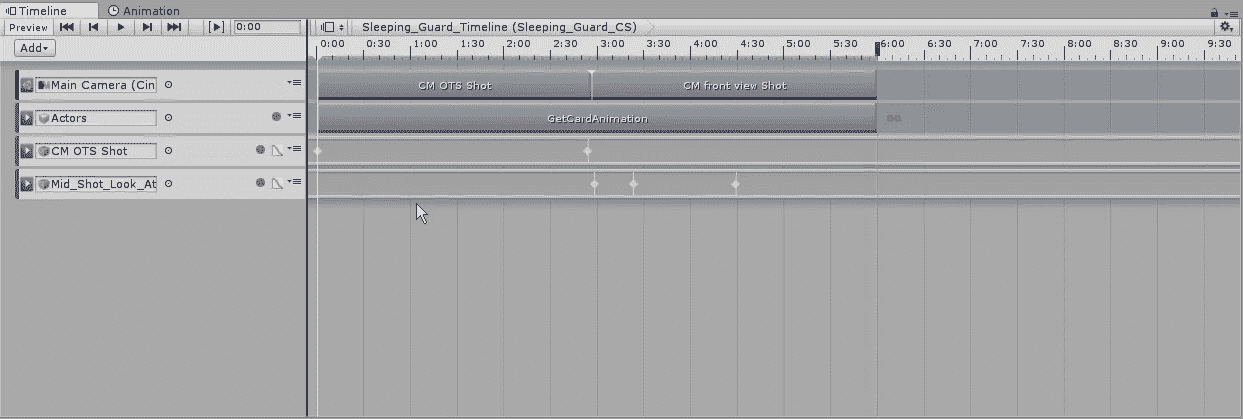 Timeline Animation
Preview 0:00 Sleeping_Guard_Timeline (Sleeping_Guard_CS)
Add
0:00 0:30 1:00 1:30 2:00 2:30 3:00 3:30 4:00 4:30 5:00 5:30 6:00 6:30 7:00 7:30 8:00 8:30 9:00 9:30
Main Camera (Cin CM OTS Shot CM front view Shot
Actors GetCardAnimation
CM OTS Shot
Mid_Shot_Look_At